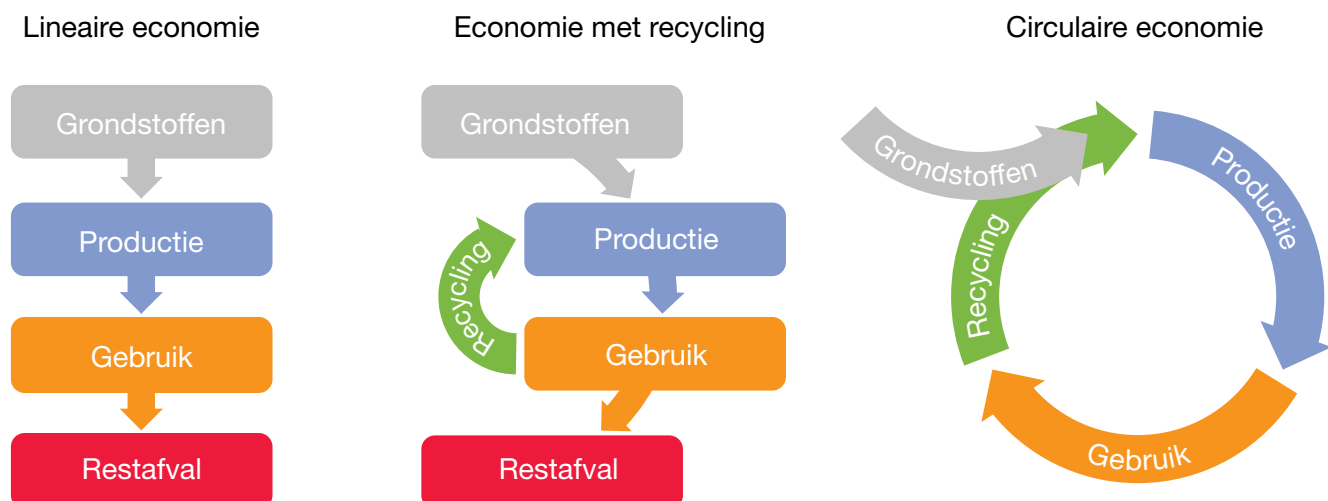 Lineaire economie
Grondstoffen
Productie
Gebruik
Restafval
Economie met recycling
Grondstoffen
Productie
Recycling
Gebruik
Restafval
Circulaire economie
Grondstoffen
Productie
Recycling
Gebruik